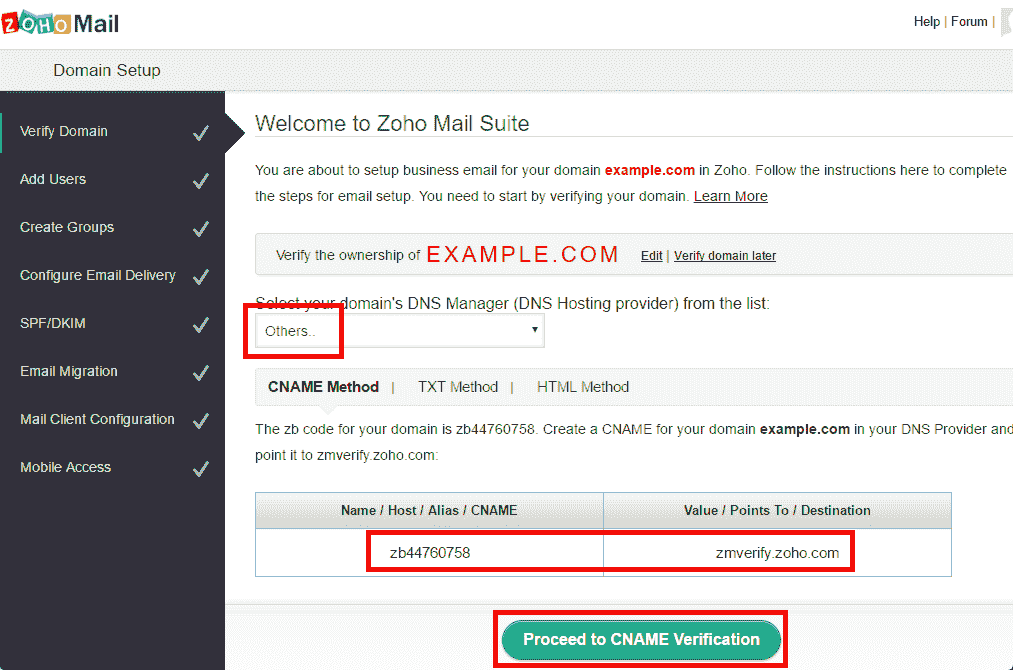 ZOHO Mail
Help | Forum |
Domain Setup
Verify Domain
Add Users
Create Groups
Configure Email Delivery
SPF/DKIM
Email Migration
Mail Client Configuration
Mobile Access
Welcome to Zoho Mail Suite
You are about to setup business email for your domain example.com in Zoho. Follow the instructions here to complete
the steps for email setup. You need to start by verifying your domain. Learn More
Verify the ownership of EXAMPLE.COM Edit | Verify domain later
Select your domain's DNS Manager (DNS Hosting provider) from the list:
Others..
CNAME Method | TXT Method | HTML Method
The zb code for your domain is zb44760758. Create a CNAME for your domain example.com in your DNS Provider and
point it to zmverify.zoho.com:
Name / Host / Alias / CNAME Value / Points To / Destination
zb44760758 zmverify.zoho.com
Proceed to CNAME Verification